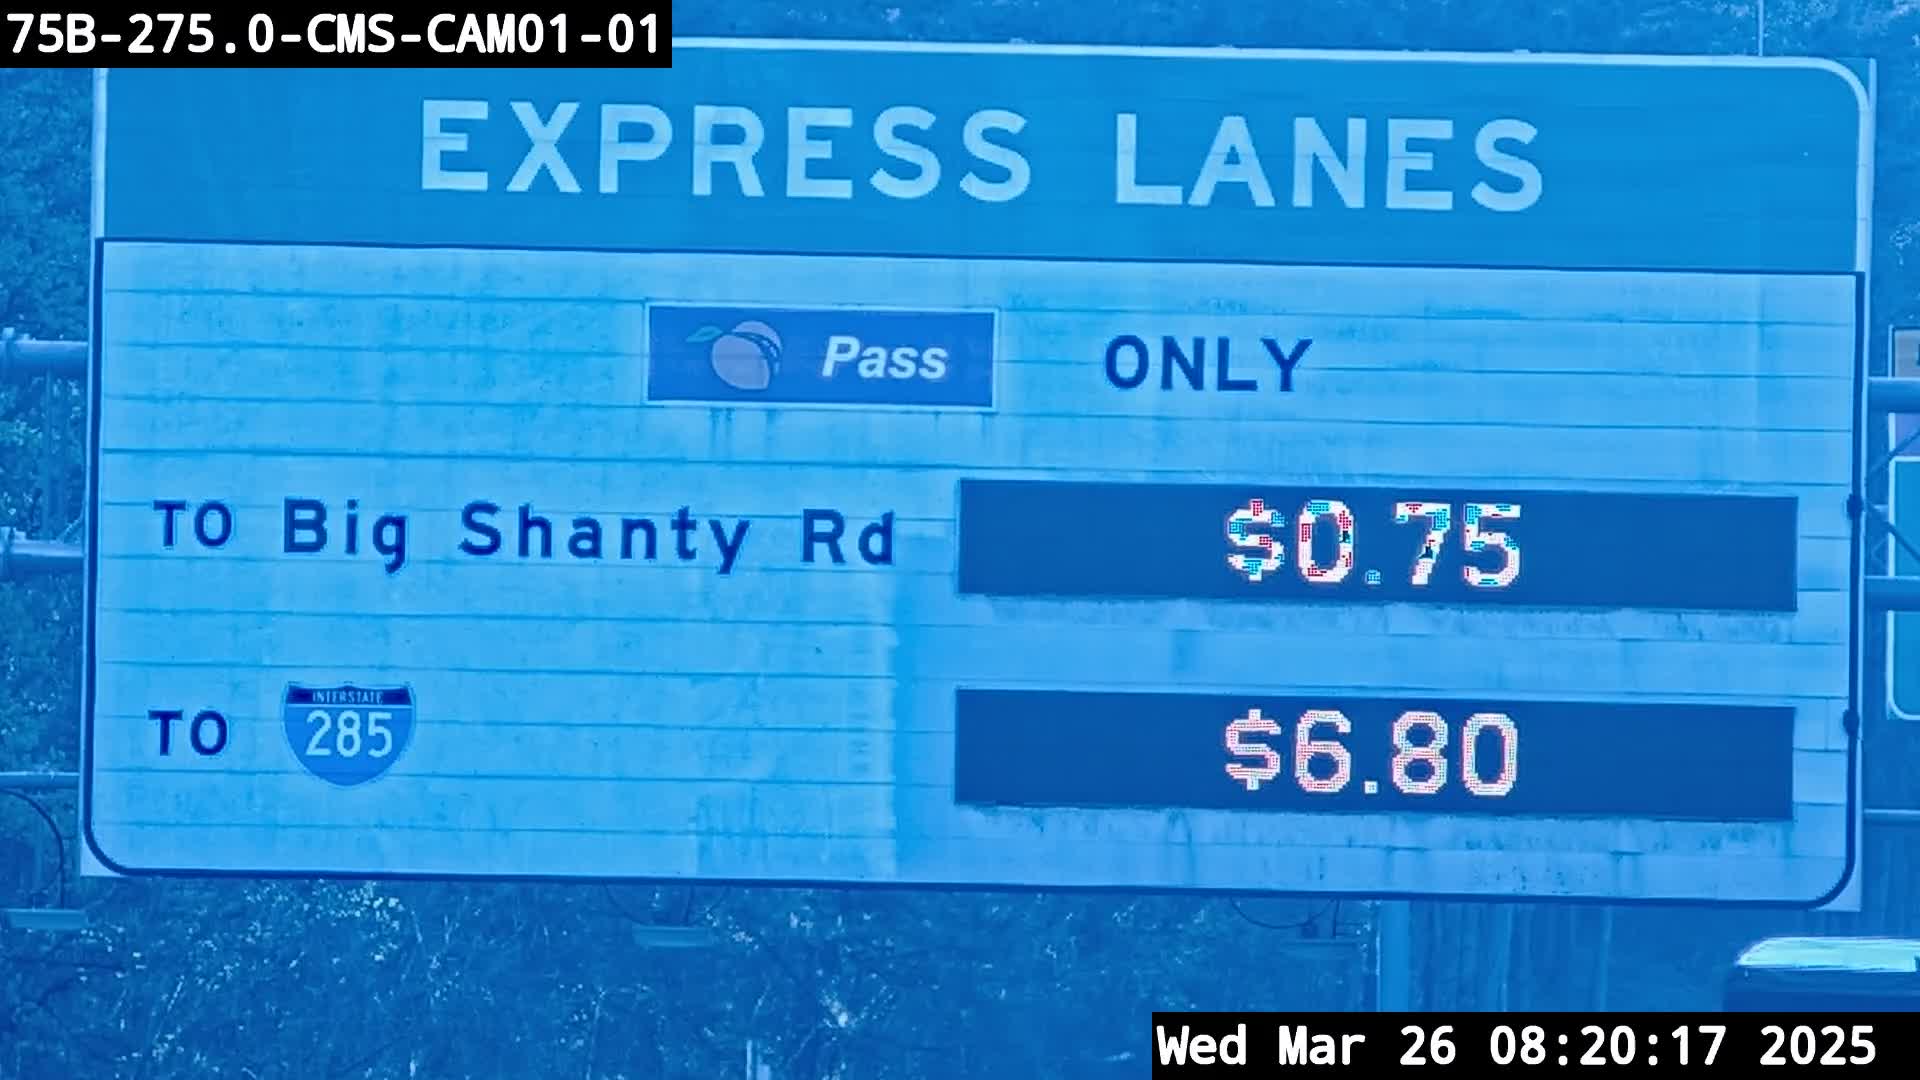 75B-275.0-CMS-CAM01-01
EXPRESS LANES
Pass ONLY
TO Big Shanty Rd $0.75
INTERSTATE
TO 285 $6.80
Wed Mar 26 08:20:17 2025